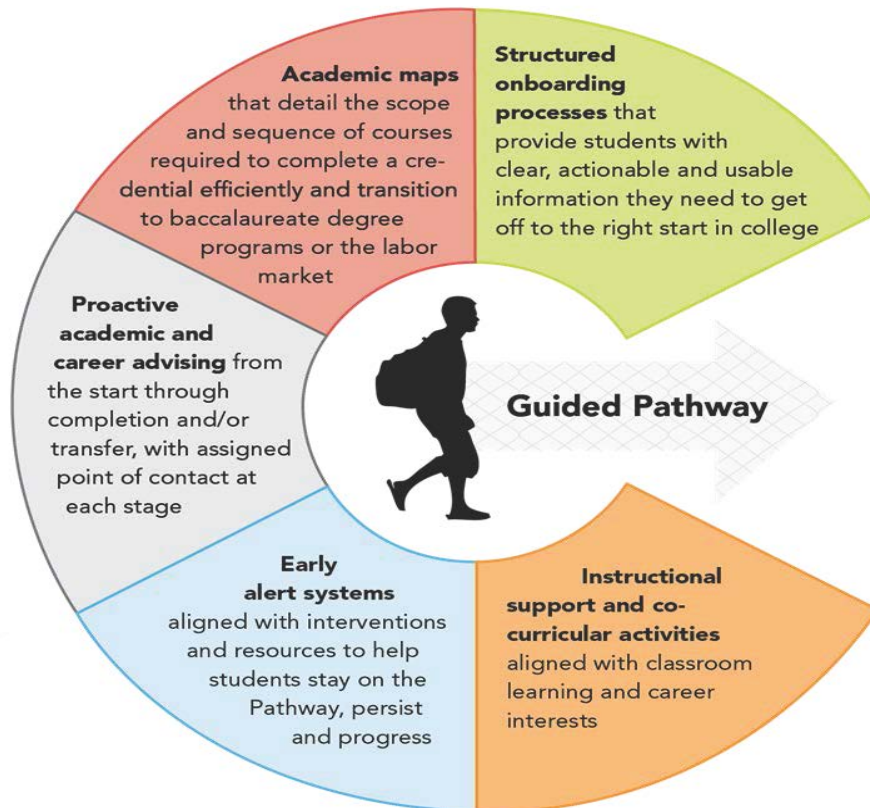 Structured
onboarding
processes that
provide students with
clear, actionable and usable
information they need to get
off to the right start in college
Academic maps
that detail the scope
and sequence of courses
required to complete a cre-
dential efficiently and transition
to baccalaureate degree
programs or the labor
market
Proactive
academic and
career advising from
the start through
completion and/or
transfer, with assigned
point of contact at
each stage
Early
alert systems
aligned with interventions
and resources to help
students stay on the
Pathway, persist
and progress
Instructional
support and co-
curricular activities
aligned with classroom
learning and career
interests
Guided Pathway